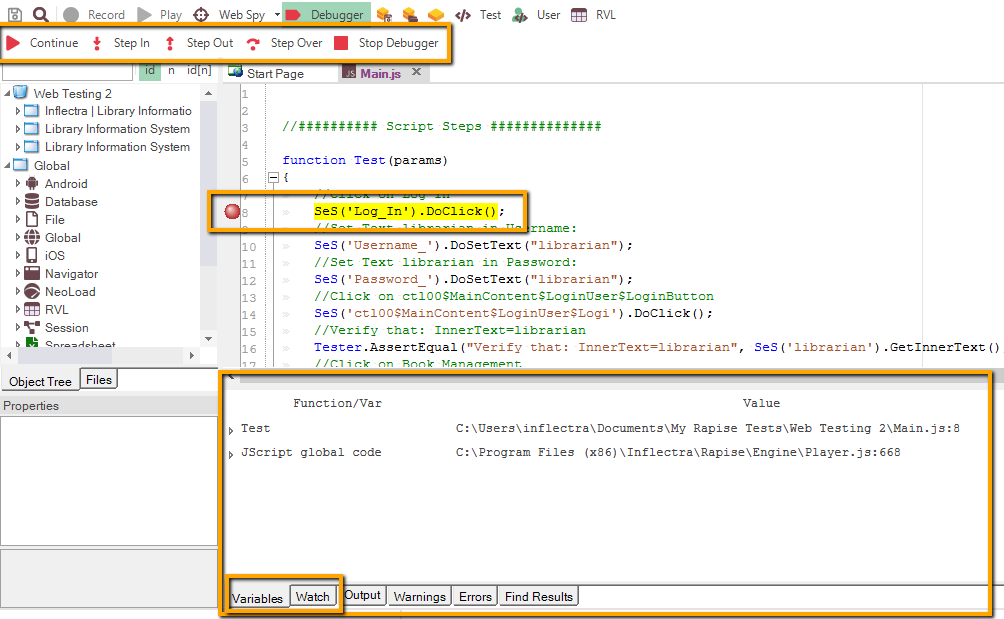 Record Play Web Spy Debugger Test User RVL
Continue Step In Step Out Step Over Stop Debugger
id n id[n] Start Page JS Main.js
Web Testing 2
Inflectra | Library Informatio
Library Information System
Library Information System
Global
Android
Database
File
Global
iOS
Navigator
NeoLoad
RVL
Session
Spreadsheet
Object Tree Files
Properties
1
2
3 //########## Script Steps ##############
4
5 function Test(params)
6 {
7 //Click on Log In
8 SeS('Log_In').DoClick();
9 //Set Text librarian in Username:
10 SeS('Username_').DoSetText("librarian");
11 //Set Text librarian in Password:
12 SeS('Password_').DoSetText("librarian");
13 //Click on ctl00$MainContent$LoginUser$LoginButton
14 SeS('ctl00$MainContent$LoginUser$Logi').DoClick();
15 //Verify that: InnerText=librarian
16 Tester.AssertEqual("Verify that: InnerText=librarian", SeS('librarian').GetInnerText()
17 //Click on Book Management
Function/Var Value
Test C:\Users\inflectra\Documents\My Rapise Tests\Web Testing 2\Main.js:8
JScript global code C:\Program Files (x86)\Inflectra\Rapise\Engine\Player.js:668
Variables Watch Output Warnings Errors Find Results